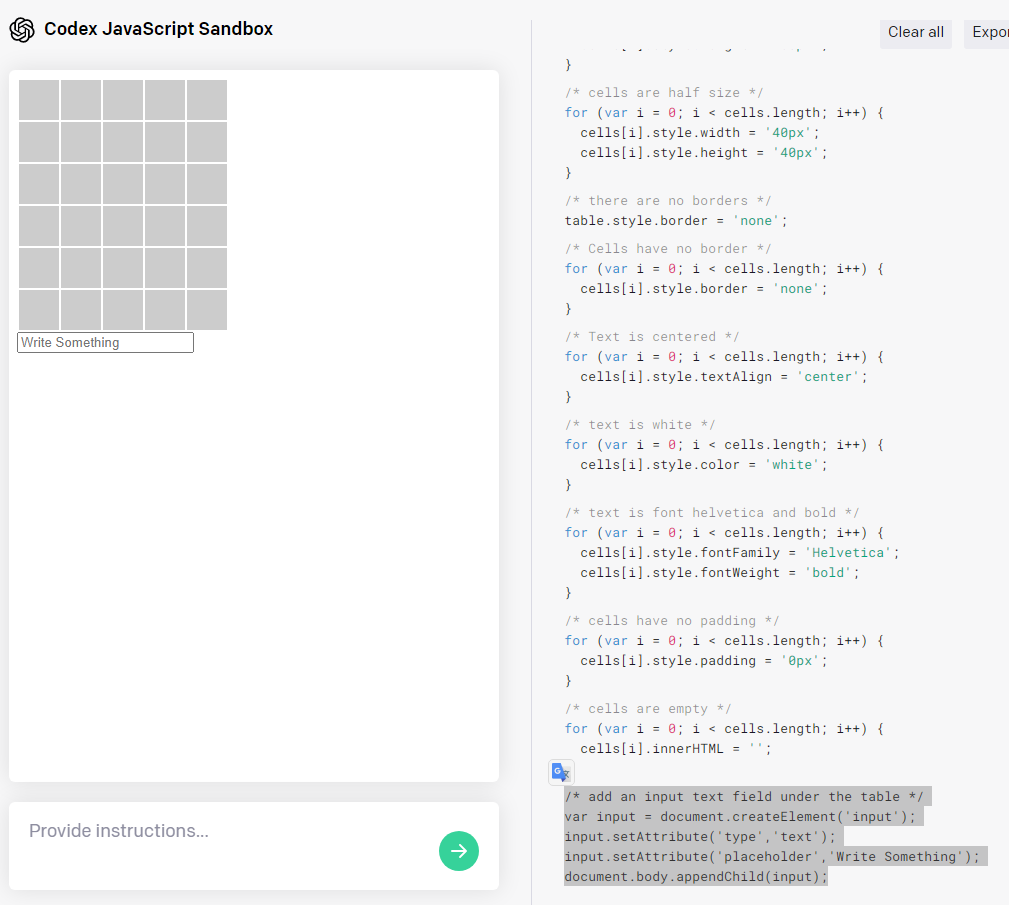 Codex JavaScript Sandbox
Clear all
Expor
Write Something
Provide instructions...
}
/* cells are half size */
for (var i = 0; i < cells.length; i++) {
cells[i].style.width = '40px';
cells[i].style.height = '40px';
}
/* there are no borders */
table.style.border = 'none';
/* Cells have no border */
for (var i = 0; i < cells.length; i++) {
cells[i].style.border = 'none';
}
/* Text is centered */
for (var i = 0; i < cells.length; i++) {
cells[i].style.textAlign = 'center';
}
/* text is white */
for (var i = 0; i < cells.length; i++) {
cells[i].style.color = 'white';
}
/* text is font helvetica and bold */
for (var i = 0; i < cells.length; i++) {
cells[i].style.fontFamily = 'Helvetica';
cells[i].style.fontWeight = 'bold';
}
/* cells have no padding */
for (var i = 0; i < cells.length; i++) {
cells[i].style.padding = '0px';
}
/* cells are empty */
for (var i = 0; i < cells.length; i++) {
cells[i].innerHTML = '';
/* add an input text field under the table */
var input = document.createElement('input');
input.setAttribute('type','text');
input.setAttribute('placeholder','Write Something');
document.body.appendChild(input);